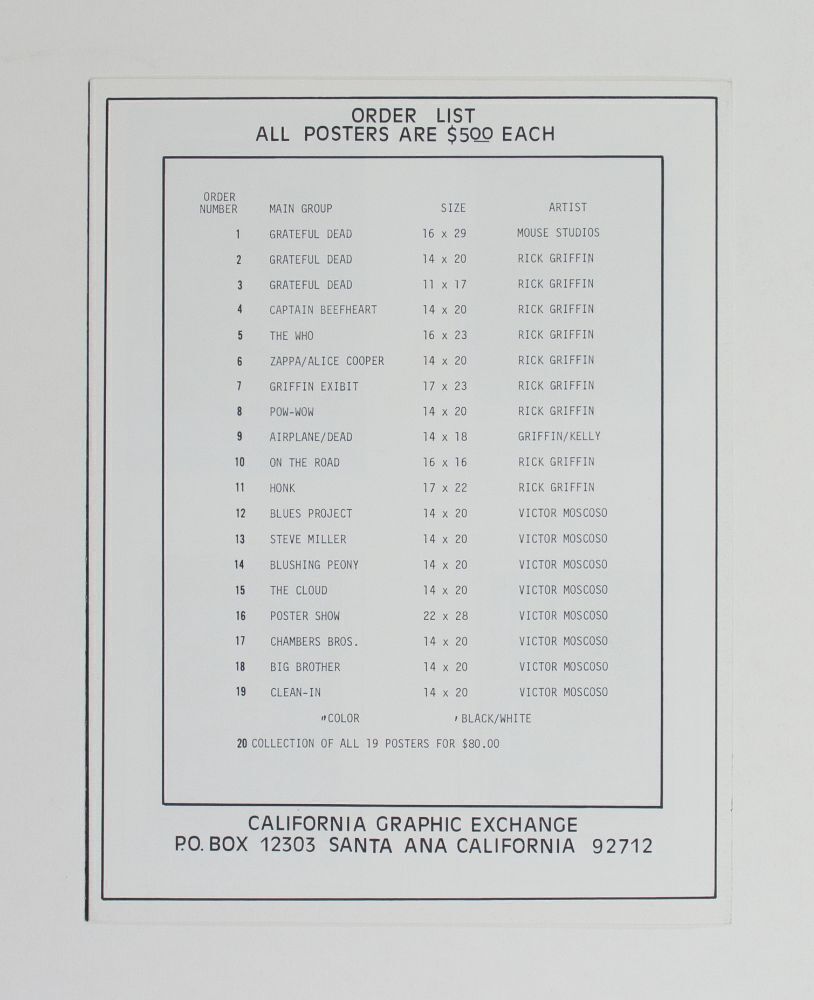 ORDER LIST
ALL POSTERS ARE $5.00 EACH
ORDER
NUMBER MAIN GROUP SIZE ARTIST
1 GRATEFUL DEAD 16 x 29 MOUSE STUDIOS
2 GRATEFUL DEAD 14 x 20 RICK GRIFFIN
3 GRATEFUL DEAD 11 x 17 RICK GRIFFIN
4 CAPTAIN BEEFHEART 14 x 20 RICK GRIFFIN
5 THE WHO 16 x 23 RICK GRIFFIN
6 ZAPPA/ALICE COOPER 14 x 20 RICK GRIFFIN
7 GRIFFIN EXIBIT 17 x 23 RICK GRIFFIN
8 POW-WOW 14 x 20 RICK GRIFFIN
9 AIRPLANE/DEAD 14 x 18 GRIFFIN/KELLY
10 ON THE ROAD 16 x 16 RICK GRIFFIN
11 HONK 17 x 22 RICK GRIFFIN
12 BLUES PROJECT 14 x 20 VICTOR MOSCOSO
13 STEVE MILLER 14 x 20 VICTOR MOSCOSO
14 BLUSHING PEONY 14 x 20 VICTOR MOSCOSO
15 THE CLOUD 14 x 20 VICTOR MOSCOSO
16 POSTER SHOW 22 x 28 VICTOR MOSCOSO
17 CHAMBERS BROS. 14 x 20 VICTOR MOSCOSO
18 BIG BROTHER 14 x 20 VICTOR MOSCOSO
19 CLEAN-IN 14 x 20 VICTOR MOSCOSO
"COLOR 'BLACK/WHITE
20 COLLECTION OF ALL 19 POSTERS FOR $80.00
CALIFORNIA GRAPHIC EXCHANGE
P.O. BOX 12303 SANTA ANA CALIFORNIA 92712